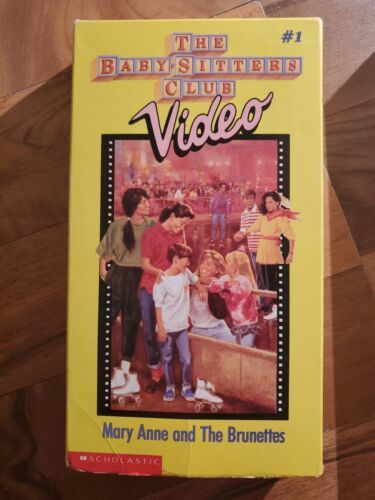 THE
#1
BABY-SITTERS
CLUB
Video
Mary Anne and The Brunettes
SCHOLASTIC